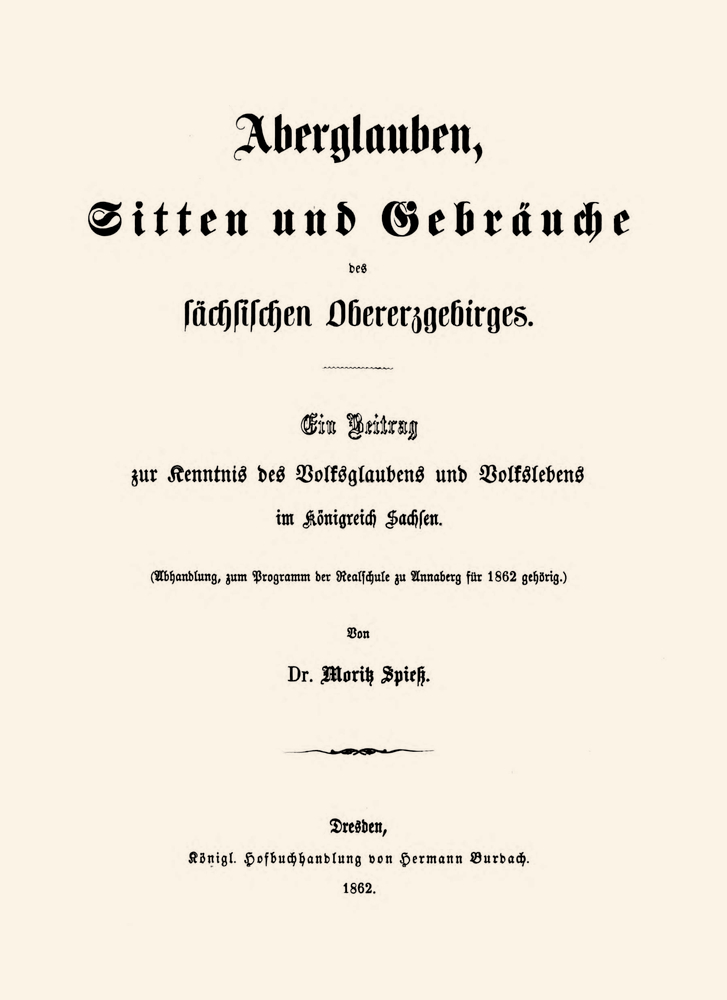 Aberglauben,
Sitten und Gebräuche
des
sächsischen Obererzgebirges.
Ein Beitrag
zur Kenntnis des Volksglaubens und Volkslebens
im Königreich Sachsen.
(Abhandlung, zum Programm der Realschule zu Annaberg für 1862 gehörig.)
Von
Dr. Moritz Spieß.
Dresden,
Königl. Hofbuchhandlung von Hermann Burdach.
1862.